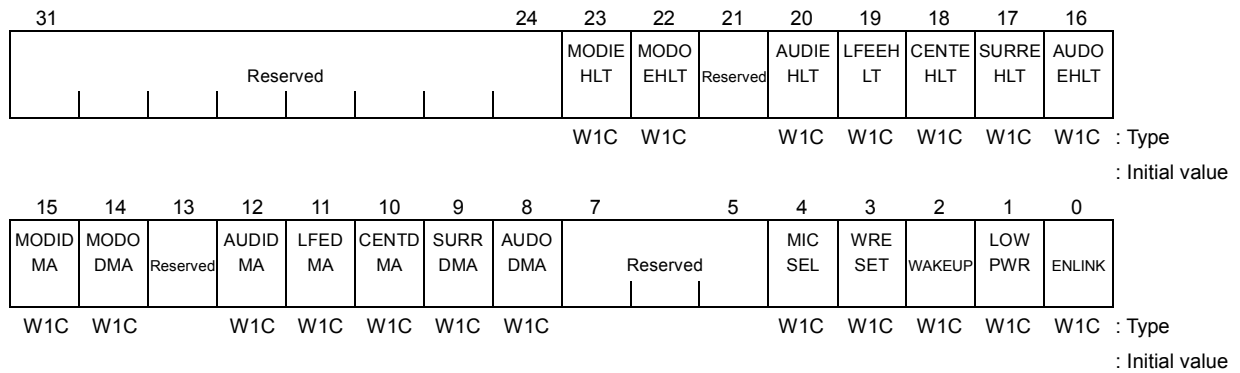 31 24 23 22 21 20 19 18 17 16
Reserved MODIE HLT MODO EHLT Reserved AUDIE HLT LFEEH LT CENTE HLT SURRE HLT AUDO EHLT
W1C W1C W1C W1C W1C W1C W1C : Type
: Initial value
15 14 13 12 11 10 9 8 7 5 4 3 2 1 0
MODID MA MODO DMA Reserved AUDID MA LFED MA CENTD MA SURR DMA AUDO DMA Reserved MIC SEL WRE SET WAKEUP LOW PWR ENLINK
W1C W1C W1C W1C W1C W1C W1C W1C W1C W1C W1C W1C : Type
: Initial value